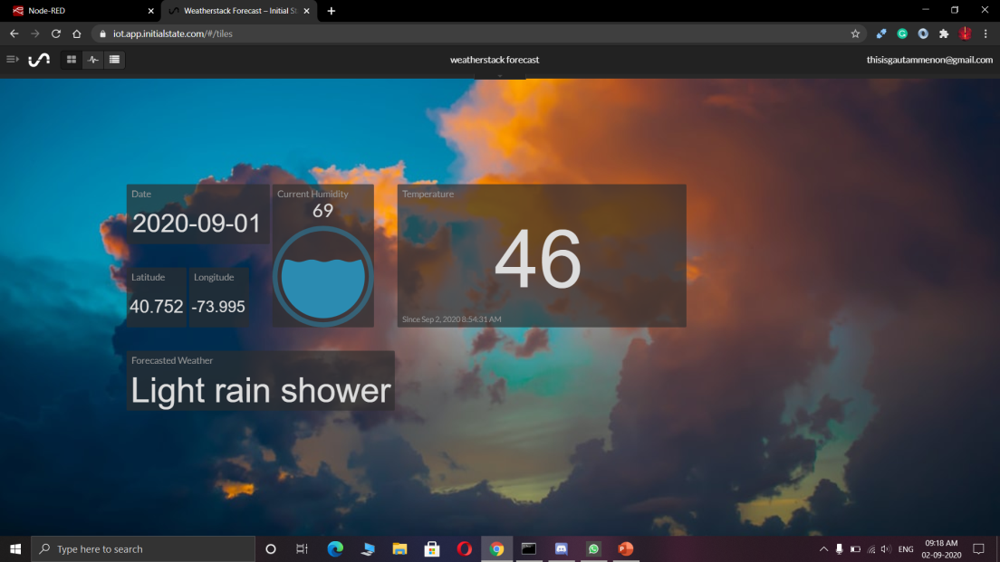 Node-RED
Weatherstack Forecast – Initial St
iot.app.initialstate.com/#/tiles
weatherstack forecast
thisisgautammenon@gmail.com
Date
2020-09-01
Current Humidity
69
Temperature
46
Since Sep 2, 2020 8:54:31 AM
Latitude
40.752
Longitude
-73.995
Forecasted Weather
Light rain shower
Type here to search
ENG
09:18 AM
02-09-2020